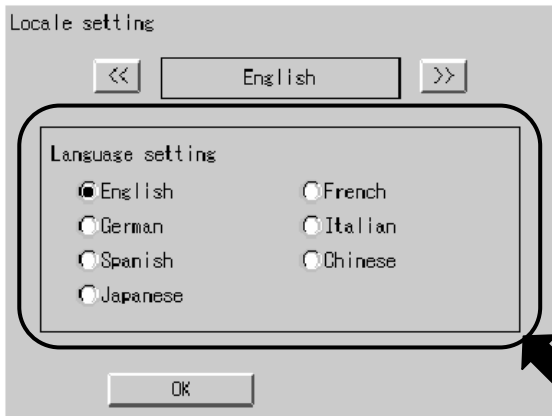 Locale setting
<< English >>
Language setting
English French
German Italian
Spanish Chinese
Japanese
OK